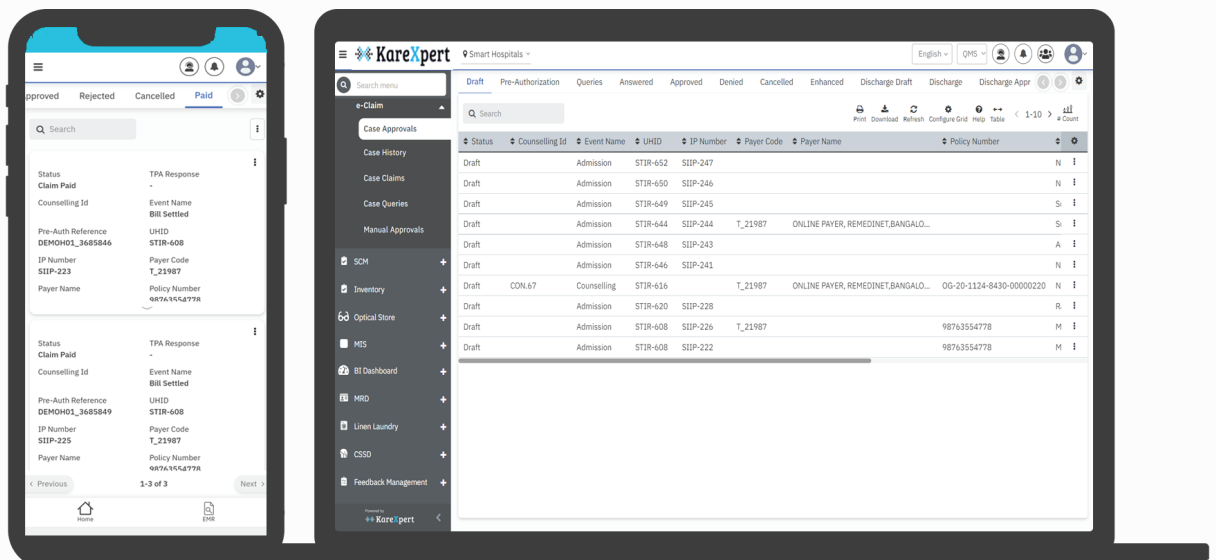 pproved Rejected Cancelled Paid
Search
Status TPA Response
Claim Paid -
Counselling Id Event Name
Bill Settled
Pre-Auth Reference UHID
DEMOH01_3685846 STIR-608
IP Number Payer Code
SIIP-223 T_21987
Payer Name Policy Number
98763554778
Status TPA Response
Claim Paid -
Counselling Id Event Name
Bill Settled
Pre-Auth Reference UHID
DEMOH01_3685849 STIR-608
IP Number Payer Code
SIIP-225 T_21987
Payer Name Policy Number
98763554778
< Previous 1-3 of 3 Next >
Home EMR
KareXpert Smart Hospitals English QMS
Search menu
e-Claim
Case Approvals
Case History
Case Claims
Case Queries
Manual Approvals
SCM +
Inventory +
Optical Store +
MIS +
BI Dashboard +
MRD +
Linen Laundry +
CSSD +
Feedback Management +
Powered by
KareXpert
Draft Pre-Authorization Queries Answered Approved Denied Cancelled Enhanced Discharge Draft Discharge Discharge Appr
Search
Print Download Refresh Configure Grid Help Table < 1-10 > # Count
Status Counselling Id Event Name UHID IP Number Payer Code Payer Name Policy Number
Draft Admission STIR-652 SIIP-247 N
Draft Admission STIR-650 SIIP-246 N
Draft Admission STIR-649 SIIP-245
Draft Admission STIR-644 SIIP-244 T_21987 ONLINE PAYER, REMEDINET,BANGALO...
Draft Admission STIR-648 SIIP-243 A
Draft Admission STIR-646 SIIP-241 N
Draft CON.67 Counselling STIR-616 T_21987 ONLINE PAYER, REMEDINET,BANGALO... OG-20-1124-8430-00000220 N
Draft Admission STIR-620 SIIP-228
Draft Admission STIR-608 SIIP-226 T_21987 98763554778 M
Draft Admission STIR-608 SIIP-222 98763554778 M